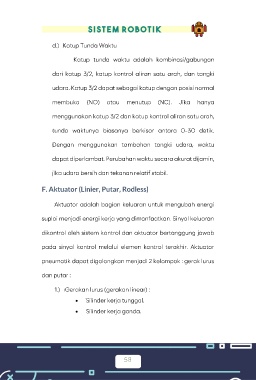 SISTEM ROBOTIK
d.) Katup Tunda Waktu
Katup tunda waktu adalah kombinasi/gabungan
dari katup 3/2, katup kontrol aliran satu arah, dan tangki
udara. Katup 3/2 dapat sebagai katup dengan posisi normal
membuka (NO) atau menutup (NC). Jika hanya
menggunakan katup 3/2 dan katup kontrol aliran satu arah,
tunda waktunya biasanya berkisar antara 0-30 detik.
Dengan menggunakan tambahan tangki udara, waktu
dapat diperlambat. Perubahan waktu secara akurat dijamin,
jika udara bersih dan tekanan relatif stabil.
F. Aktuator (Linier, Putar, Rodless)
Aktuator adalah bagian keluaran untuk mengubah energi
suplai menjadi energi kerja yang dimanfaatkan. Sinyal keluaran
dikontrol oleh sistem kontrol dan aktuator bertanggung jawab
pada sinyal kontrol melalui elemen kontrol terakhir. Aktuator
pneumatik dapat digolongkan menjadi 2 kelompok : gerak lurus
dan putar :
1.) Gerakan lurus (gerakan linear) :
• Silinder kerja tunggal.
• Silinder kerja ganda.
58